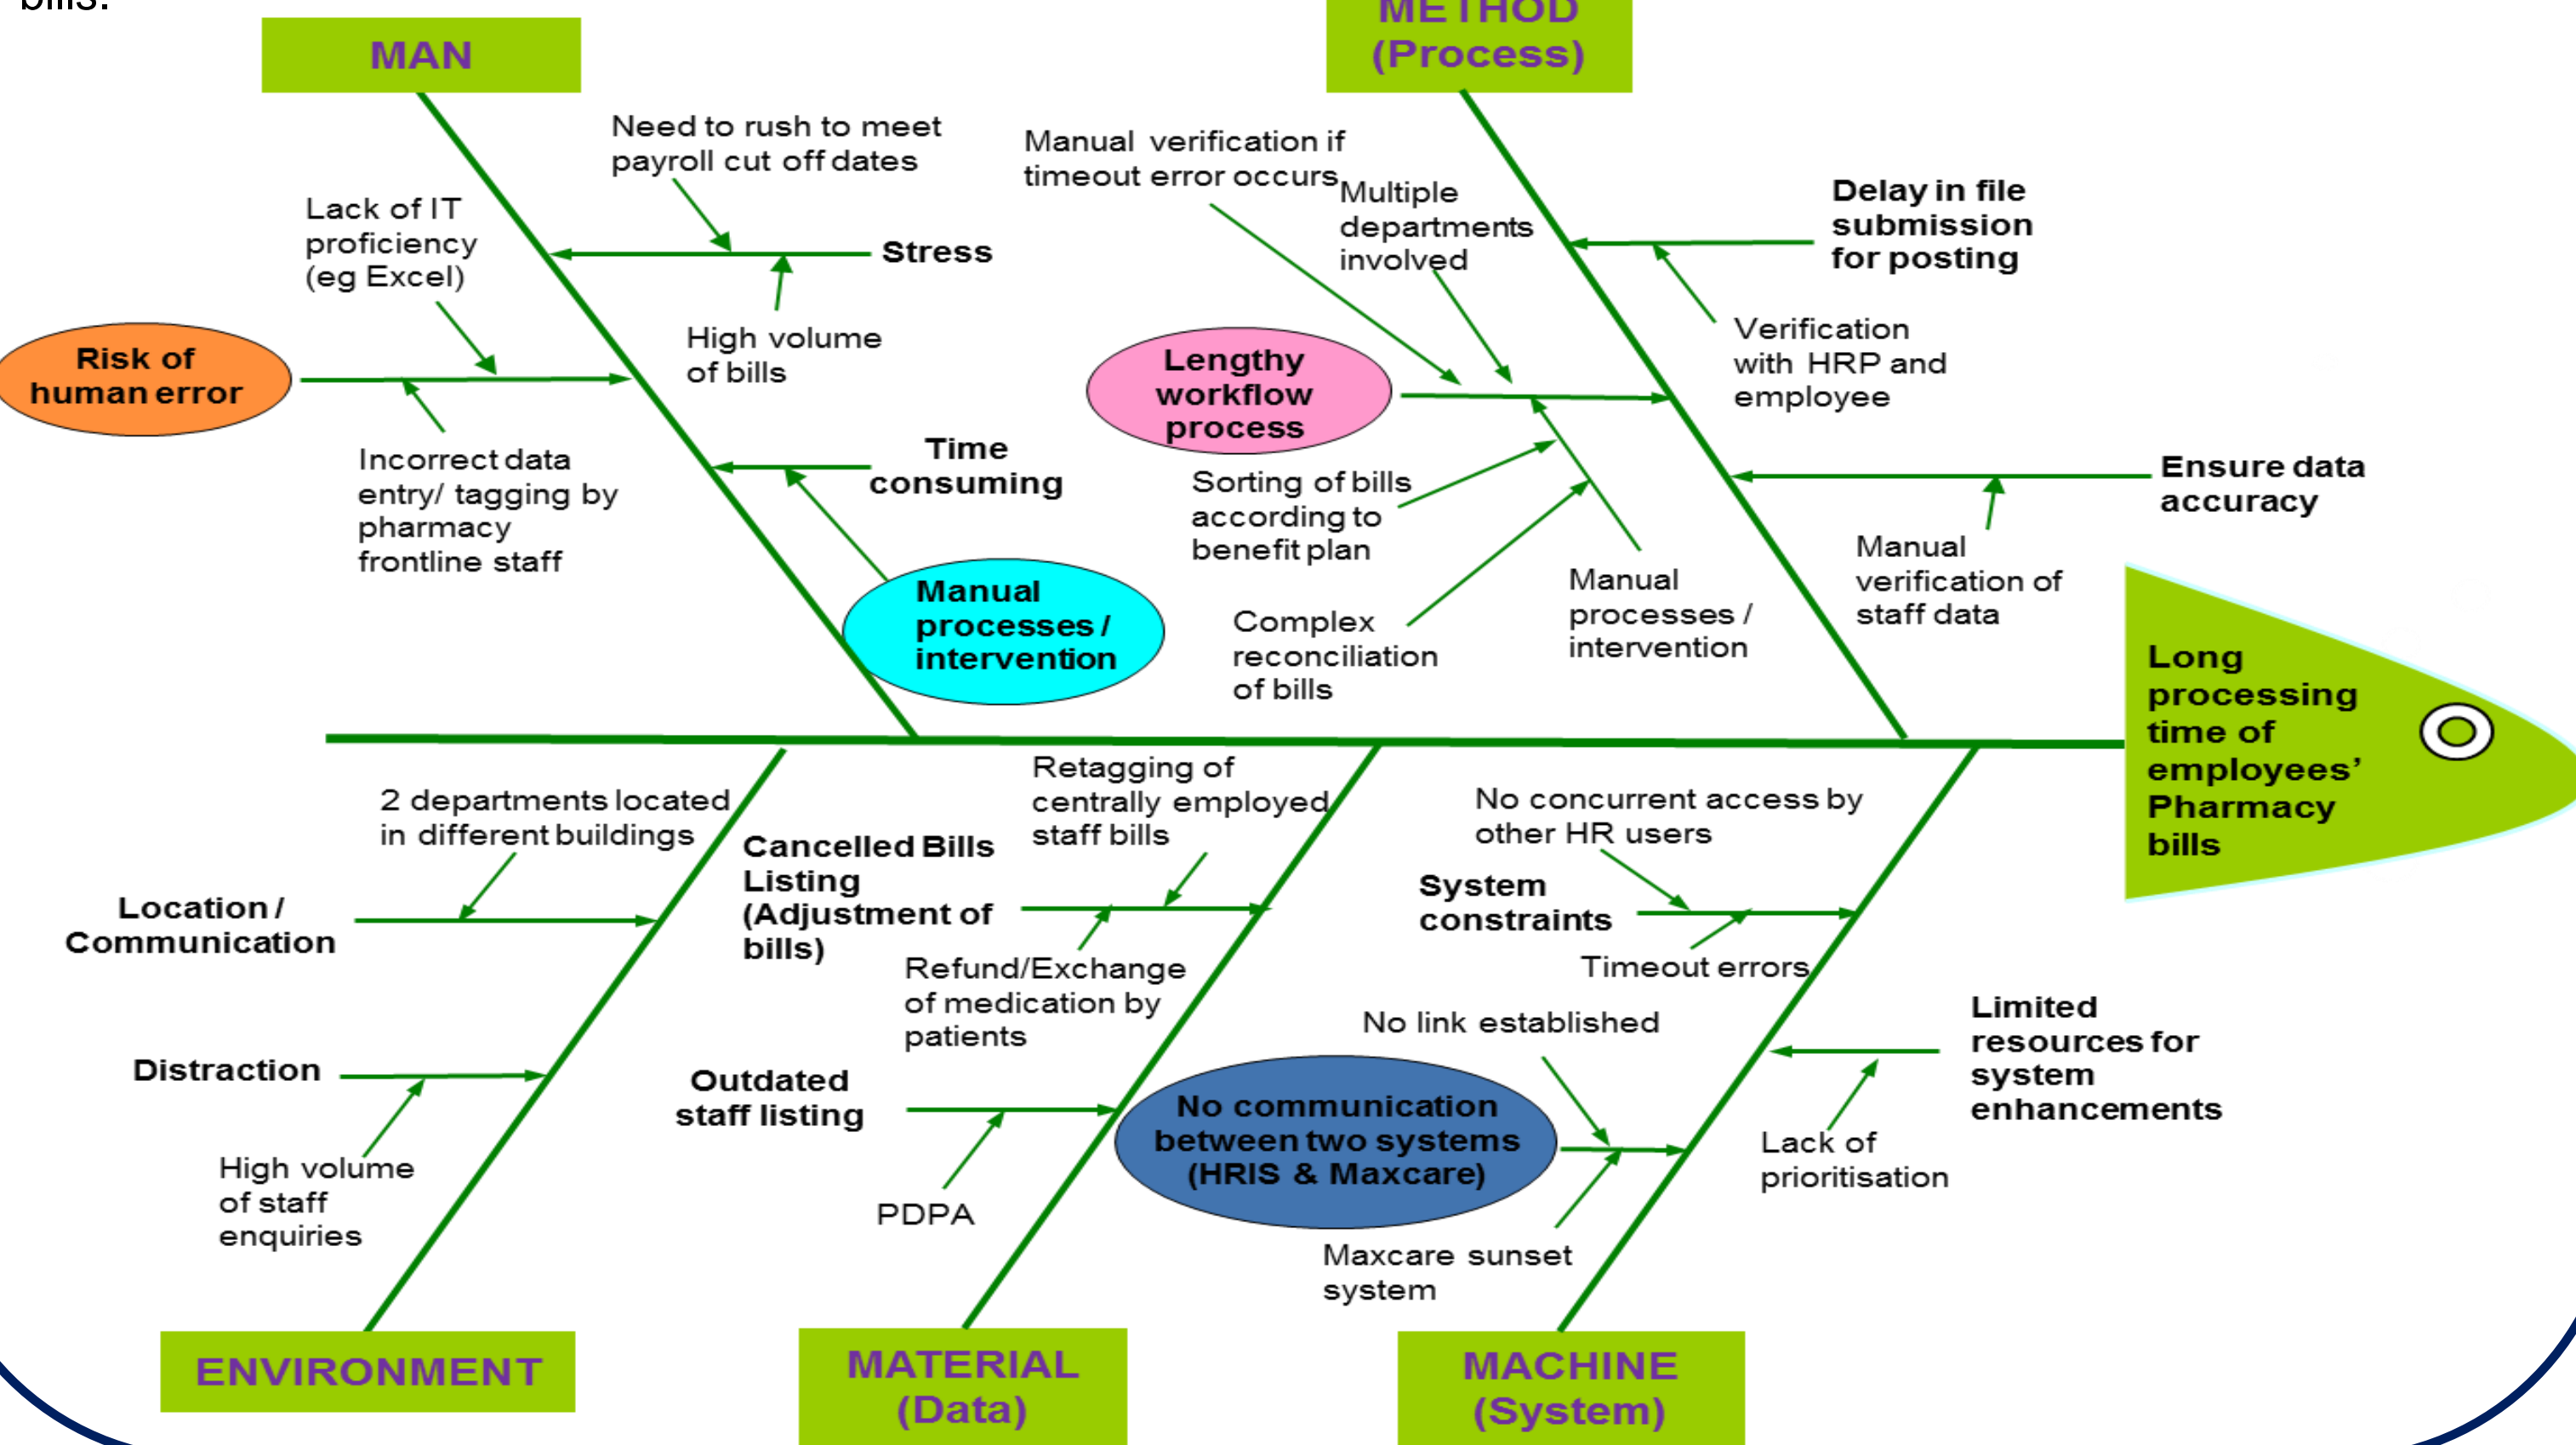 bills.
MAN
METHOD
(Process)
Need to rush to meet
payroll cut off dates
Lack of IT
proficiency
(eg Excel)
Stress
High volume
of bills
Risk of
human error
Incorrect data
entry/ tagging by
pharmacy
frontline staff
Time
consuming
Manual
processes /
intervention
Manual verification if
timeout error occurs
Multiple
departments
involved
Lengthy
workflow
process
Sorting of bills
according to
benefit plan
Complex
reconciliation
of bills
Manual
processes /
intervention
Delay in file
submission
for posting
Verification
with HRP and
employee
Ensure data
accuracy
Manual
verification of
staff data
Long
processing
time of
employees’
Pharmacy
bills
2 departments located
in different buildings
Location /
Communication
Distraction
High volume
of staff
enquiries
Retagging of
centrally employed
staff bills
Cancelled Bills
Listing
(Adjustment of
bills)
Refund/Exchange
of medication by
patients
Outdated
staff listing
PDPA
No concurrent access by
other HR users
System
constraints
Timeout errors
No link established
No communication
between two systems
(HRIS & Maxcare)
Maxcare sunset
system
Limited
resources for
system
enhancements
Lack of
prioritisation
ENVIRONMENT
MATERIAL
(Data)
MACHINE
(System)